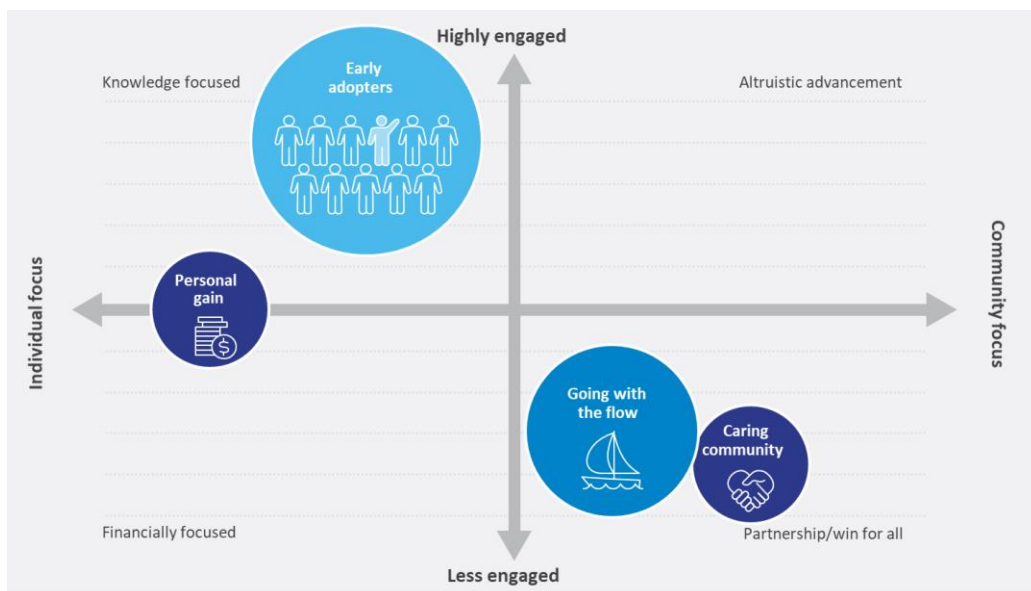 Highly engaged
Knowledge focused
Altruistic advancement
Early
adopters
Individual focus
Community focus
Personal
gain
$
Going with
the flow
Caring
community
Financially focused
Partnership/win for all
Less engaged